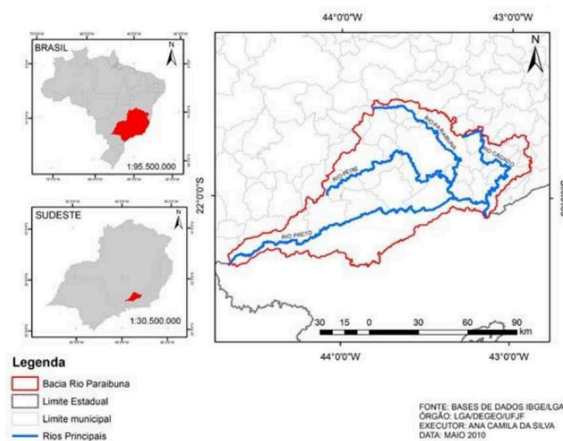 BRASIL
N
1:95.500.000
SUDESTE
N
1:30.500.000
44°0'0"W
43°0'0"W
N
22°0'0"S
RIO PARAIBUNA
RIO CÁGADO
RIO PEIXE
RIO PRETO
30 15 0 30 60 90
km
44°0'0"W
43°0'0"W
Legenda
Bacia Rio Paraibuna
Limite Estadual
Limite municipal
Rios Principais
FONTE: BASES DE DADOS IBGE/LGA
ÓRGÃO: LGA/DEGEO/UFJF
EXECUTOR: ANA CAMILA DA SILVA
DATA: MAIO 2010